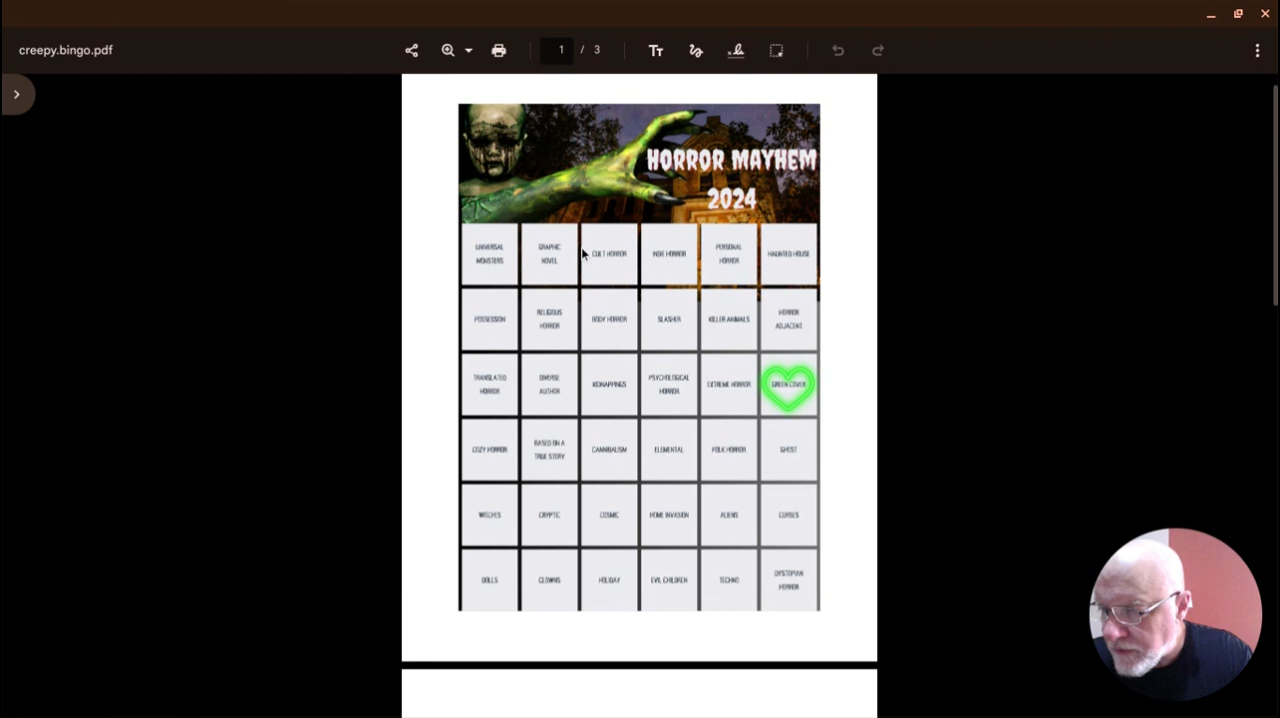 creepy.bingo.pdf
1 / 3
HORROR MAYHEM
2024
UNIVERSAL
MONSTERS
GRAPHIC
NOVEL
CULT HORROR
INDIE HORROR
PERSONAL
HORROR
HAUNTED HOUSE
POSSESSION
RELIGIOUS
HORROR
BODY HORROR
SLASHER
KILLER ANIMALS
HORROR
ADJACENT
TRANSLATED
HORROR
DIVERSE
AUTHOR
KIDNAPPINGS
PSYCHOLOGICAL
HORROR
EXTREME HORROR
GREEN COVER
COZY HORROR
BASED ON A
TRUE STORY
CANNIBALISM
ELEMENTAL
FOLK HORROR
GHOST
WITCHES
CRYPTIC
COSMIC
HOME INVASION
ALIENS
CURSES
DOLLS
CLOWNS
HOLIDAY
EVIL CHILDREN
TECHNO
DYSTOPIAN
HORROR